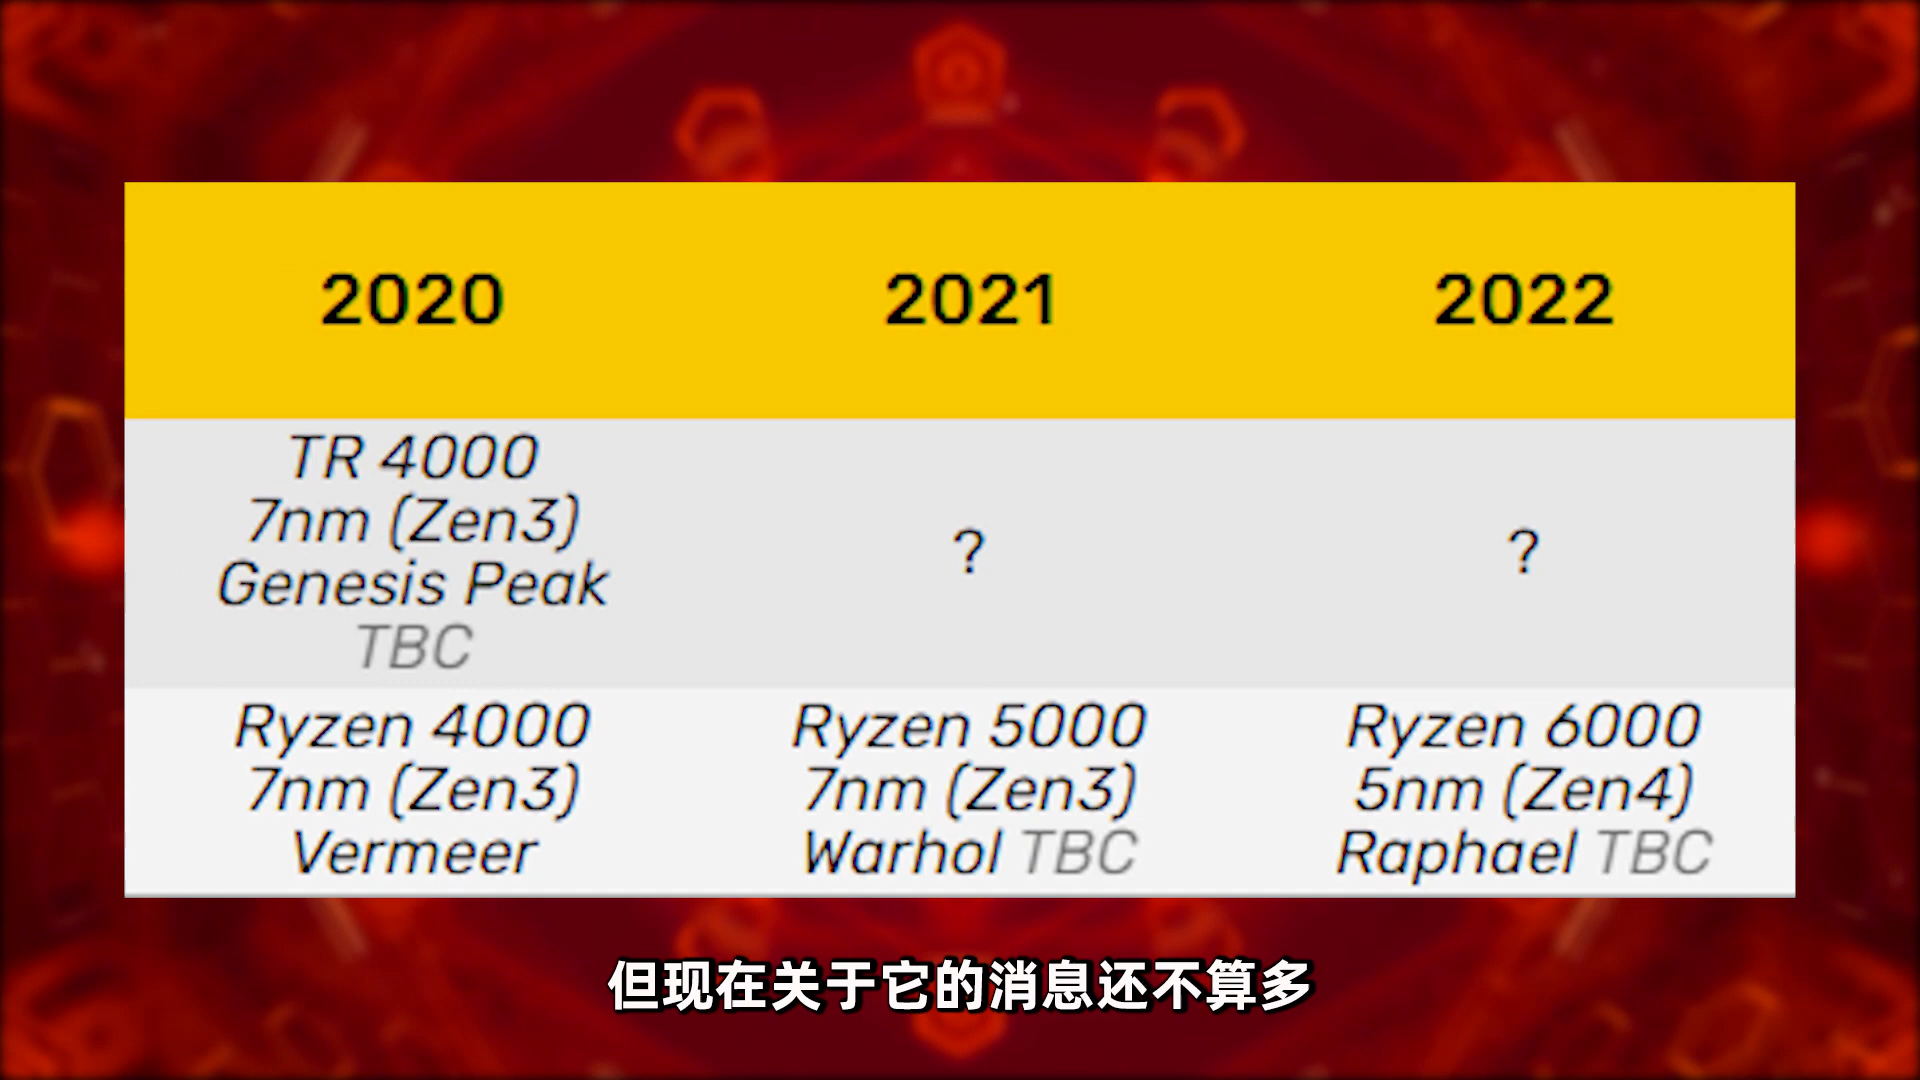 2020 2021 2022
TR 4000
7nm (Zen3)
Genesis Peak
TBC
?
?
Ryzen 4000
7nm (Zen3)
Vermeer
Ryzen 5000
7nm (Zen3)
Warhol TBC
Ryzen 6000
5nm (Zen4)
Raphael TBC
但现在关于它的消息还不算多